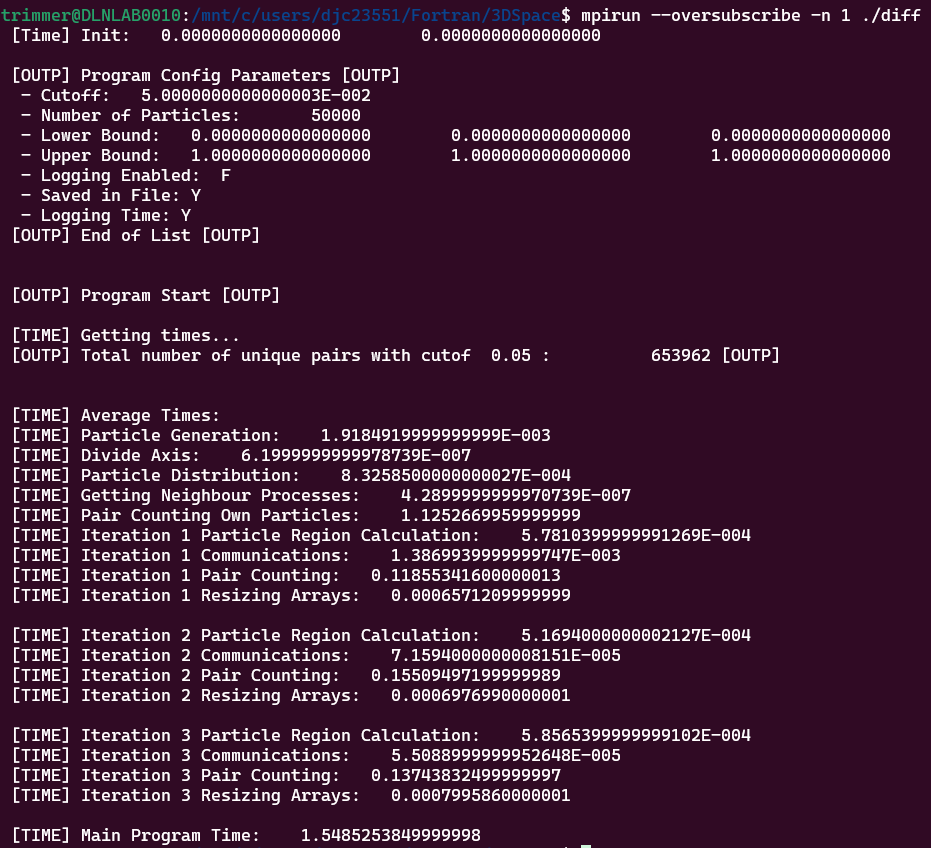 trimmer@DLNLAB0010:/mnt/c/users/djc23551/Fortran/3DSpace$ mpirun --oversubscribe -n 1 ./diff
[Time] Init:   0.0000000000000000        0.0000000000000000
[OUTP] Program Config Parameters [OUTP]
- Cutoff:   5.0000000000000003E-002
- Number of Particles:       50000
- Lower Bound:   0.0000000000000000        0.0000000000000000        0.0000000000000000
- Upper Bound:   1.0000000000000000        1.0000000000000000        1.0000000000000000
- Logging Enabled:  F
- Saved in File: Y
- Logging Time: Y
[OUTP] End of List [OUTP]
[OUTP] Program Start [OUTP]
[TIME] Getting times...
[OUTP] Total number of unique pairs with cutof  0.05 :          653962 [OUTP]
[TIME] Average Times:
[TIME] Particle Generation:    1.9184919999999999E-003
[TIME] Divide Axis:    6.1999999999978739E-007
[TIME] Particle Distribution:    8.3258500000000027E-004
[TIME] Getting Neighbour Processes:    4.2899999999970739E-007
[TIME] Pair Counting Own Particles:    1.1252669959999999
[TIME] Iteration 1 Particle Region Calculation:    5.7810399999991269E-004
[TIME] Iteration 1 Communications:    1.3869939999999747E-003
[TIME] Iteration 1 Pair Counting:   0.11855341600000013
[TIME] Iteration 1 Resizing Arrays:   0.0006571209999999
[TIME] Iteration 2 Particle Region Calculation:    5.1694000000002127E-004
[TIME] Iteration 2 Communications:    7.1594000000008151E-005
[TIME] Iteration 2 Pair Counting:   0.15509497199999989
[TIME] Iteration 2 Resizing Arrays:   0.0006976990000001
[TIME] Iteration 3 Particle Region Calculation:    5.8565399999999102E-004
[TIME] Iteration 3 Communications:    5.5088999999952648E-005
[TIME] Iteration 3 Pair Counting:   0.13743832499999997
[TIME] Iteration 3 Resizing Arrays:   0.0007995860000001
[TIME] Main Program Time:    1.5485253849999998